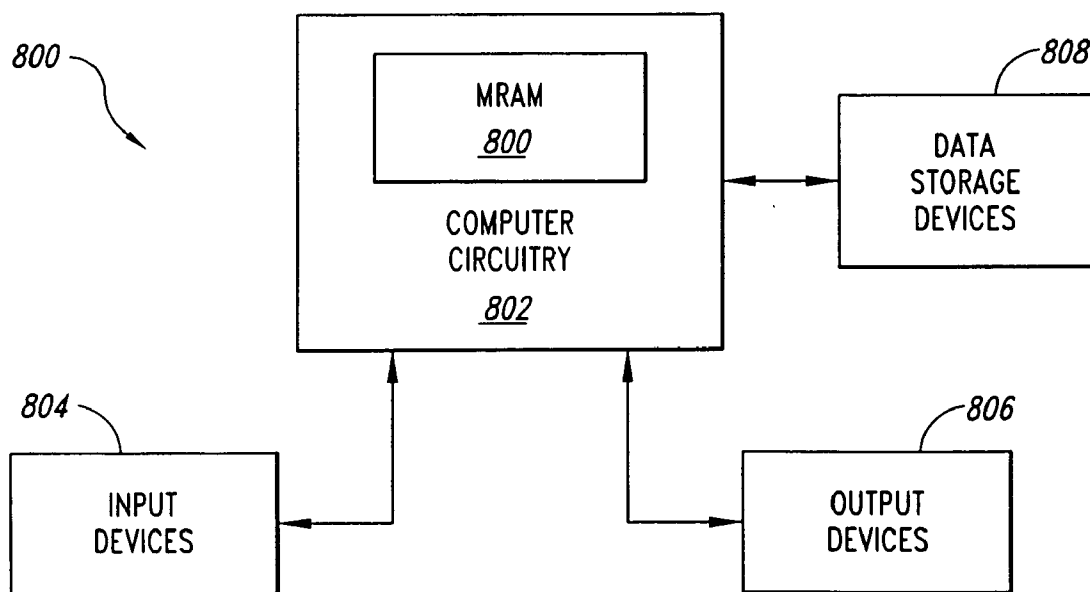 800
MRAM
800
COMPUTER
CIRCUITRY
802
808
DATA
STORAGE
DEVICES
804
INPUT
DEVICES
806
OUTPUT
DEVICES